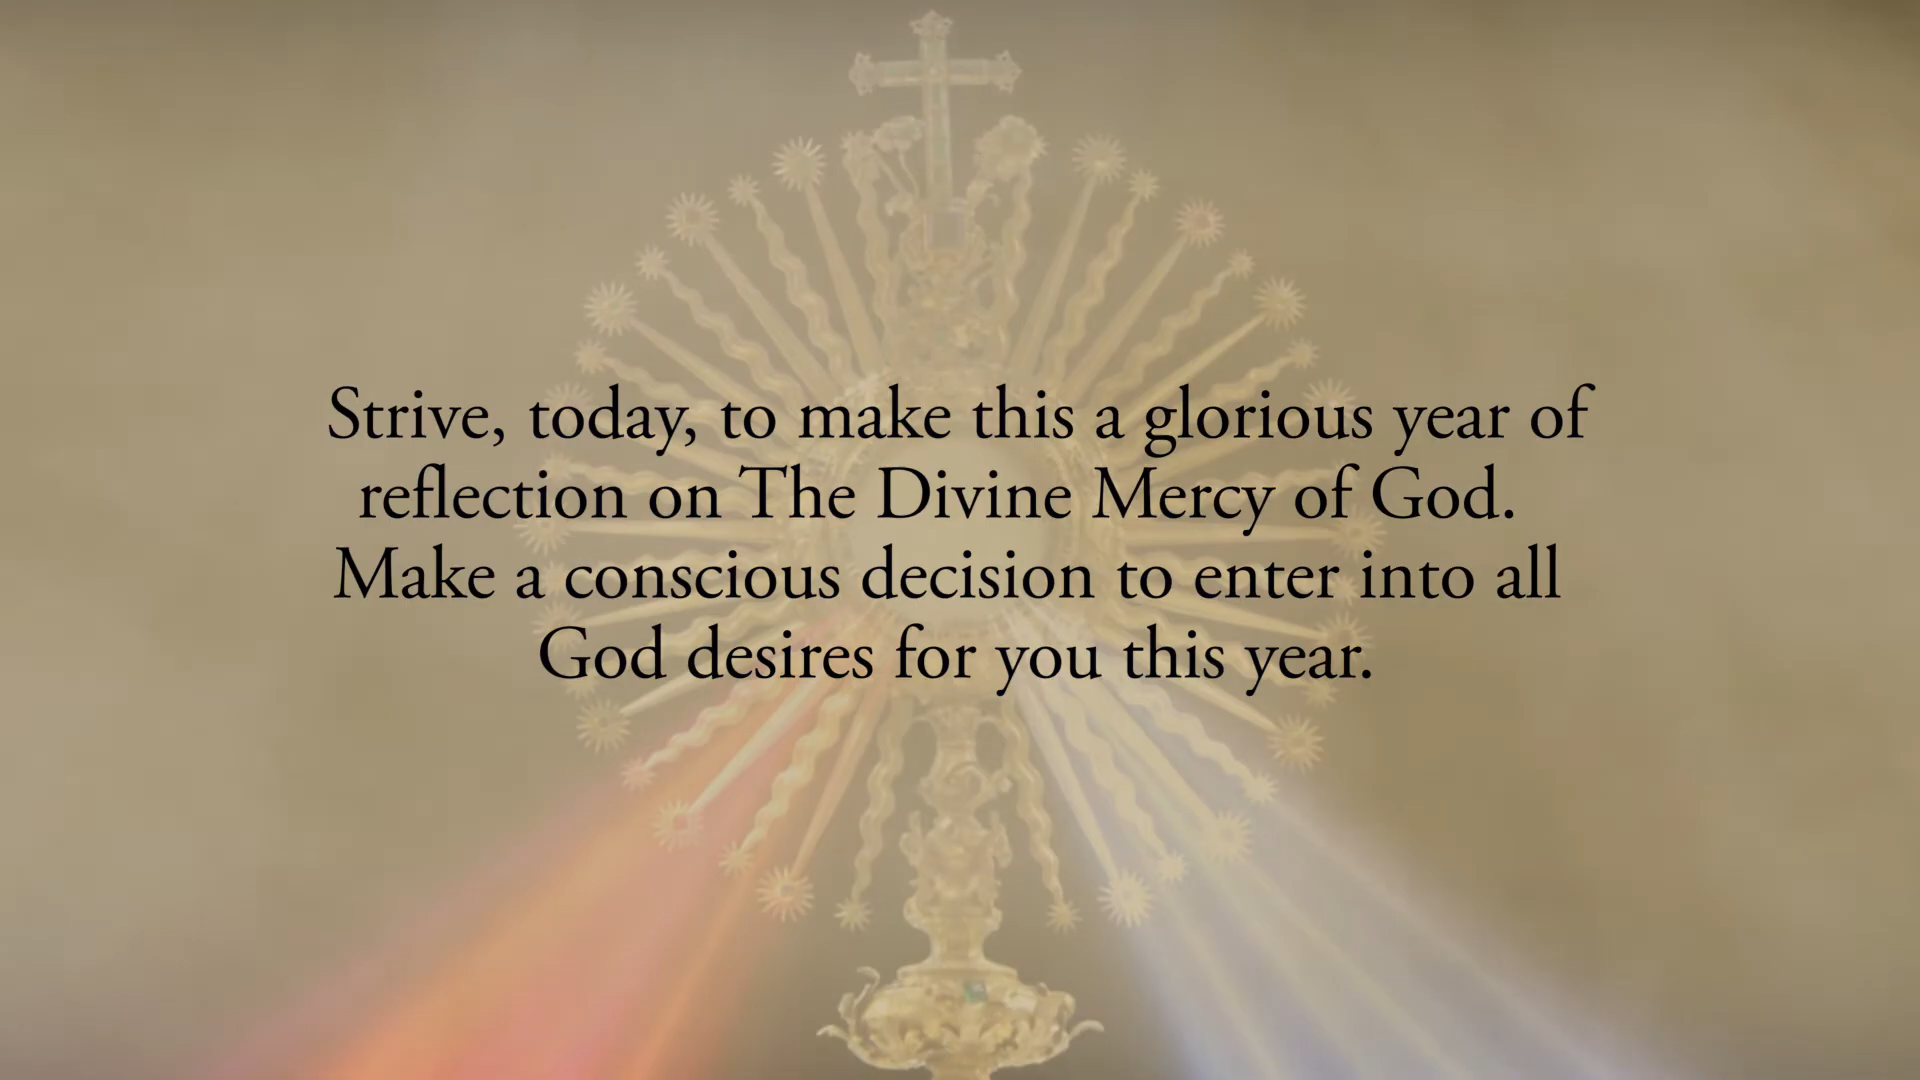 Strive, today, to make this a glorious year of
reflection on The Divine Mercy of God.
Make a conscious decision to enter into all
God desires for you this year.